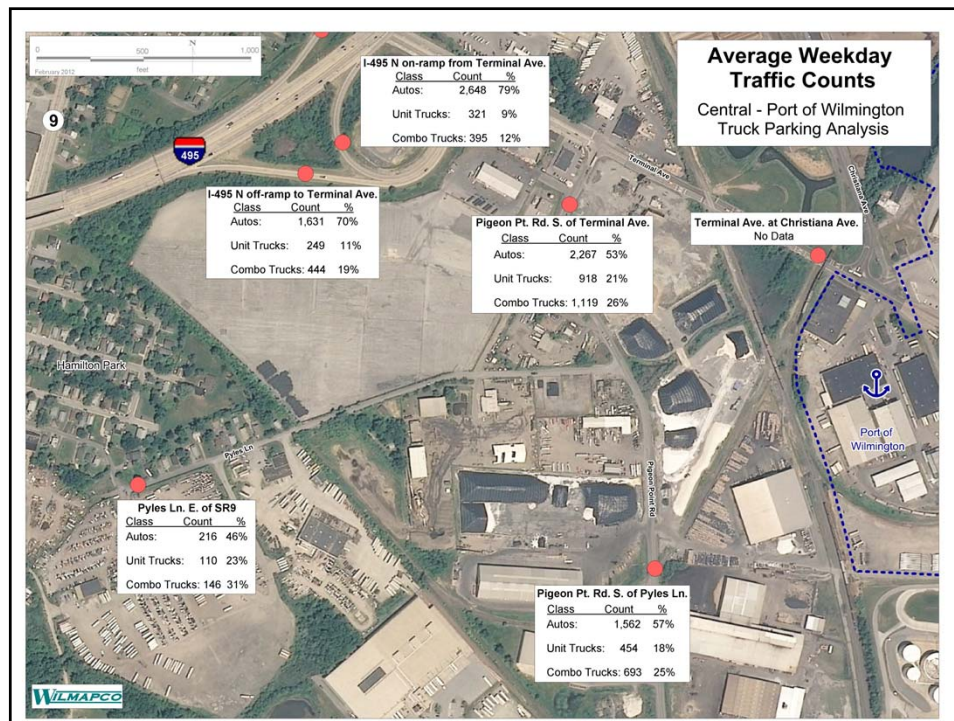 0 500 N 1,000
feet
February 2012
Average Weekday
Traffic Counts
Central - Port of Wilmington
Truck Parking Analysis
I-495 N on-ramp from Terminal Ave.
Class Count %
Autos: 2,648 79%
Unit Trucks: 321 9%
Combo Trucks: 395 12%
9
495
I-495 N off-ramp to Terminal Ave.
Class Count %
Autos: 1,631 70%
Unit Trucks: 249 11%
Combo Trucks: 444 19%
Terminal Ave
Christiana Ave
Pigeon Pt. Rd. S. of Terminal Ave.
Class Count %
Autos: 2,267 53%
Unit Trucks: 918 21%
Combo Trucks: 1,119 26%
Terminal Ave. at Christiana Ave.
No Data
Hamilton Park
Port of
Wilmington
Pyles Ln
Pigeon Point Rd
Pyles Ln. E. of SR9
Class Count %
Autos: 216 46%
Unit Trucks: 110 23%
Combo Trucks: 146 31%
Pigeon Pt. Rd. S. of Pyles Ln.
Class Count %
Autos: 1,562 57%
Unit Trucks: 454 18%
Combo Trucks: 693 25%
WILMAPCO